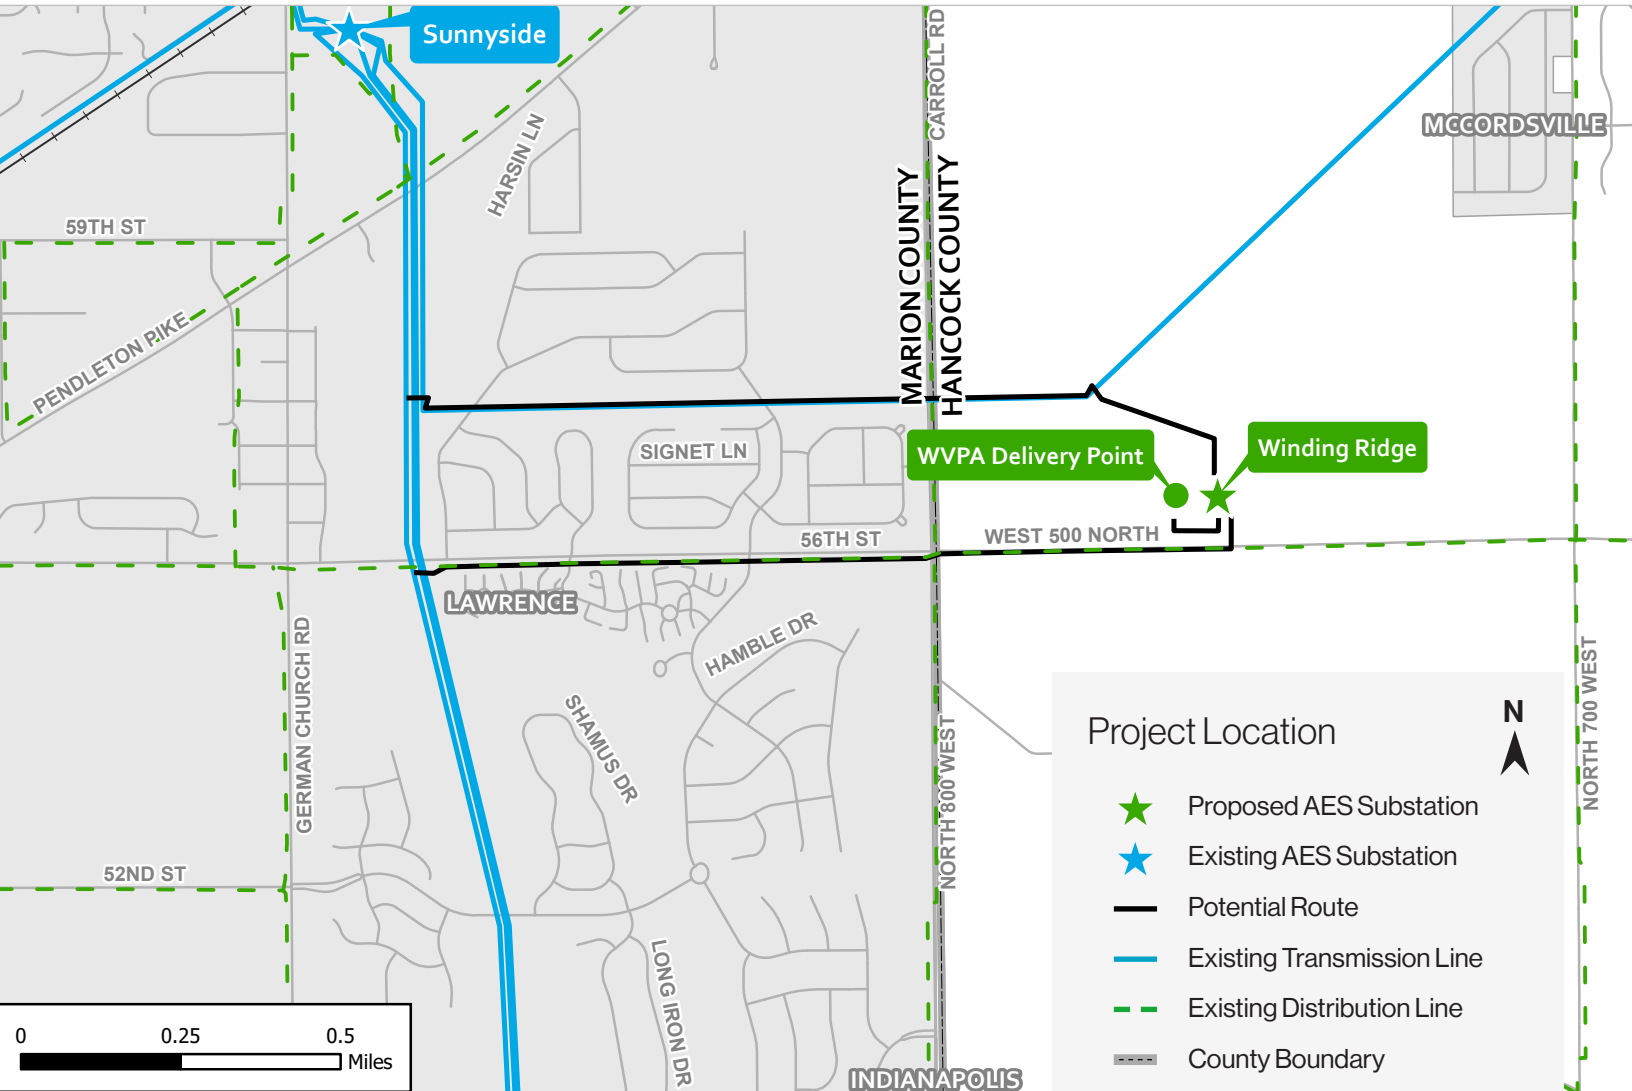 Sunnyside
CARROLL RD
MCCORDSVILLE
HARSIN LN
MARION COUNTY
HANCOCK COUNTY
59TH ST
PENDLETON PIKE
SIGNET LN
WVPA Delivery Point
Winding Ridge
56TH ST
WEST 500 NORTH
LAWRENCE
GERMAN CHURCH RD
HAMBLE DR
SHAMUS DR
NORTH 800 WEST
NORTH 700 WEST
52ND ST
LONG IRON DR
INDIANAPOLIS
Project Location
N
Proposed AES Substation
Existing AES Substation
Potential Route
Existing Transmission Line
Existing Distribution Line
County Boundary
0 0.25 0.5
Miles